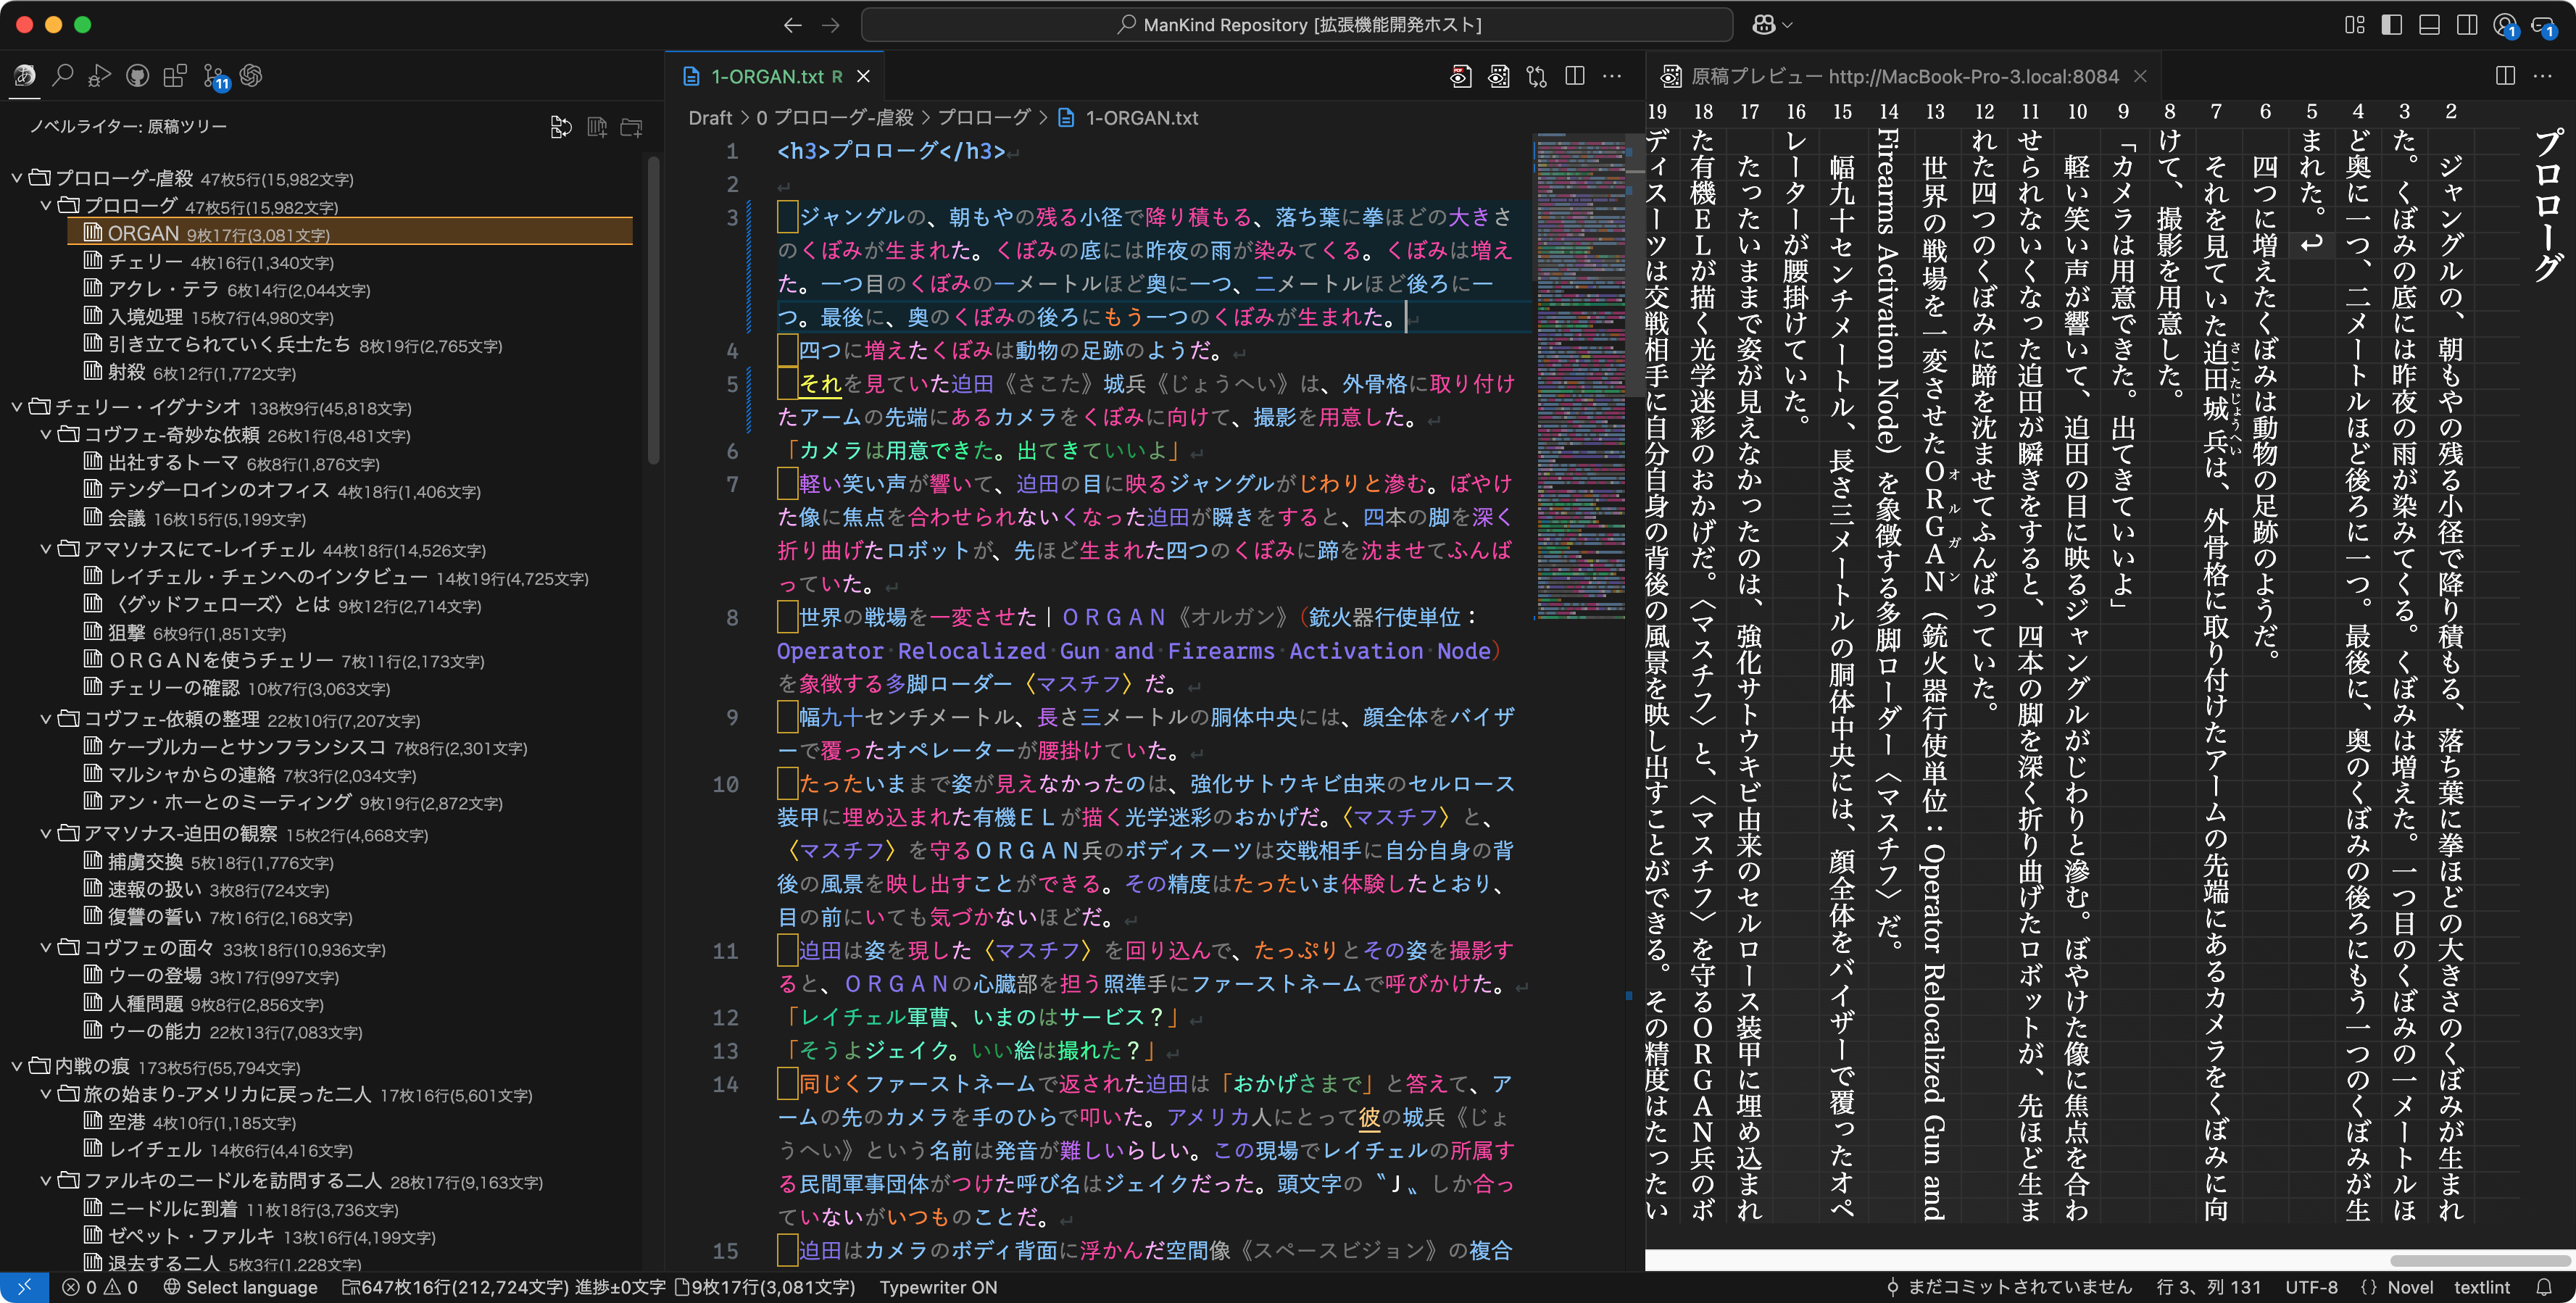 ManKind Repository [拡張機能開発ホスト]
1
1
11
ノベルライター: 原稿ツリー
プロローグ-虐殺 47枚5行(15,982文字)
プロローグ 47枚5行(15,982文字)
ORGAN 9枚17行(3,081文字)
チェリー 4枚16行(1,340文字)
アクレ・テラ 6枚14行(2,044文字)
入境処理 15枚7行(4,980文字)
引き立てられていく兵士たち 8枚19行(2,765文字)
射殺 6枚12行(1,772文字)
チェリー・イグナシオ 138枚9行(45,818文字)
コヴフェ-奇妙な依頼 26枚1行(8,481文字)
出社するトーマ 6枚8行(1,876文字)
テンダーロインのオフィス 4枚18行(1,406文字)
会議 16枚15行(5,199文字)
アマソナスにて-レイチェル 44枚18行(14,526文字)
レイチェル・チェンへのインタビュー 14枚19行(4,725文字)
〈グッドフェローズ〉とは 9枚12行(2,714文字)
狙撃 6枚9行(1,851文字)
ＯＲＧＡＮを使うチェリー 7枚11行(2,173文字)
チェリーの確認 10枚7行(3,063文字)
コヴフェ-依頼の整理 22枚10行(7,207文字)
ケーブルカーとサンフランシスコ 7枚8行(2,301文字)
マルシャからの連絡 7枚3行(2,034文字)
アン・ホーとのミーティング 9枚19行(2,872文字)
アマソナス-迫田の観察 15枚2行(4,668文字)
捕虜交換 5枚18行(1,776文字)
速報の扱い 3枚8行(724文字)
復讐の誓い 7枚16行(2,168文字)
コヴフェの面々 33枚18行(10,936文字)
ウーの登場 3枚17行(997文字)
人種問題 9枚8行(2,856文字)
ウーの能力 22枚13行(7,083文字)
内戦の痕 173枚5行(55,794文字)
旅の始まり-アメリカに戻った二人 17枚16行(5,601文字)
空港 4枚10行(1,185文字)
レイチェル 14枚6行(4,416文字)
ファルキのニードルを訪問する二人 28枚17行(9,163文字)
ニードルに到着 11枚18行(3,736文字)
ゼペット・ファルキ 13枚16行(4,199文字)
退去する二人 5枚3行(1,228文字)
1-ORGAN.txt R
Draft > 0 プロローグ-虐殺 > プロローグ > 1-ORGAN.txt
1 <h3>プロローグ</h3>
2
3 ジャングルの、朝もやの残る小径で降り積もる、落ち葉に拳ほどの大きさ
のくぼみが生まれた。くぼみの底には昨夜の雨が染みてくる。くぼみは増え
た。一つ目のくぼみの一メートルほど奥に一つ、二メートルほど後ろに一
つ。最後に、奥のくぼみの後ろにもう一つのくぼみが生まれた。
4 四つに増えたくぼみは動物の足跡のようだ。
5 それを見ていた迫田《さこた》城兵《じょうへい》は、外骨格に取り付け
たアームの先端にあるカメラをくぼみに向けて、撮影を用意した。
6 「カメラは用意できた。出てきていいよ」
7 軽い笑い声が響いて、迫田の目に映るジャングルがじわりと滲む。ぼやけ
た像に焦点を合わせられないくなった迫田が瞬きをすると、四本の脚を深く
折り曲げたロボットが、先ほど生まれた四つのくぼみに蹄を沈ませてふんば
っていた。
8 世界の戦場を一変させた｜ＯＲＧＡＮ《オルガン》（銃火器行使単位：
Operator Relocalized Gun and Firearms Activation Node）
を象徴する多脚ローダー〈マスチフ〉だ。
9 幅九十センチメートル、長さ三メートルの胴体中央には、顔全体をバイザ
ーで覆ったオペレーターが腰掛けていた。
10 たったいままで姿が見えなかったのは、強化サトウキビ由来のセルロース
装甲に埋め込まれた有機ＥＬが描く光学迷彩のおかげだ。〈マスチフ〉と、
〈マスチフ〉を守るＯＲＧＡＮ兵のボディスーツは交戦相手に自分自身の背
後の風景を映し出すことができる。その精度はたったいま体験したとおり、
目の前にいても気づかないほどだ。
11 迫田は姿を現した〈マスチフ〉を回り込んで、たっぷりとその姿を撮影す
ると、ＯＲＧＡＮの心臓部を担う照準手にファーストネームで呼びかけた。
12 「レイチェル軍曹、いまのはサービス？」
13 「そうよジェイク。いい絵は撮れた？」
14 同じくファーストネームで返された迫田は「おかげさまで」と答えて、ア
ームの先のカメラを手のひらで叩いた。アメリカ人にとって彼の城兵《じょ
うへい》という名前は発音が難しいらしい。この現場でレイチェルの所属す
る民間軍事団体がつけた呼び名はジェイクだった。頭文字の〝Ｊ〟しか合っ
ていないがいつものことだ。
15 迫田はカメラのボディ背面に浮かんだ空間像《スペースビジョン》の複合
原稿プレビュー http://MacBook-Pro-3.local:8084
プロローグ
2 ジャングルの、朝もやの残る小径で降り積もる、落ち葉に拳ほどの大きさのくぼみが生まれ
3 た。くぼみの底には昨夜の雨が染みてくる。くぼみは増えた。一つ目のくぼみの一メートルほ
4 ど奥に一つ、二メートルほど後ろに一つ。最後に、奥のくぼみの後ろにもう一つのくぼみが生
5 まれた。↩
6 四つに増えたくぼみは動物の足跡のようだ。
7 それを見ていた迫田城兵は、外骨格に取り付けたアームの先端にあるカメラをくぼみに向
さこたじょうへい
8 けて、撮影を用意した。
9 「カメラは用意できた。出てきていいよ」
10 軽い笑い声が響いて、迫田の目に映るジャングルがじわりと滲む。ぼやけた像に焦点を合わ
11 せられないくなった迫田が瞬きをすると、四本の脚を深く折り曲げたロボットが、先ほど生ま
12 れた四つのくぼみに蹄を沈ませてふんばっていた。
13 世界の戦場を一変させたＯＲＧＡＮ（銃火器行使単位：Operator Relocalized Gun and
オルガン
14 Firearms Activation Node）を象徴する多脚ローダー〈マスチフ〉だ。
15 幅九十センチメートル、長さ三メートルの胴体中央には、顔全体をバイザーで覆ったオペ
16 レーターが腰掛けていた。
17 たったいままで姿が見えなかったのは、強化サトウキビ由来のセルロース装甲に埋め込まれ
18 た有機ＥＬが描く光学迷彩のおかげだ。〈マスチフ〉と、〈マスチフ〉を守るＯＲＧＡＮ兵のボ
19 ディスーツは交戦相手に自分自身の背後の風景を映し出すことができる。その精度はたったい
0 0 Select language 647枚16行(212,724文字) 進捗±0文字 9枚17行(3,081文字) Typewriter ON
まだコミットされていません 行 3、列 131 UTF-8 {} Novel textlint